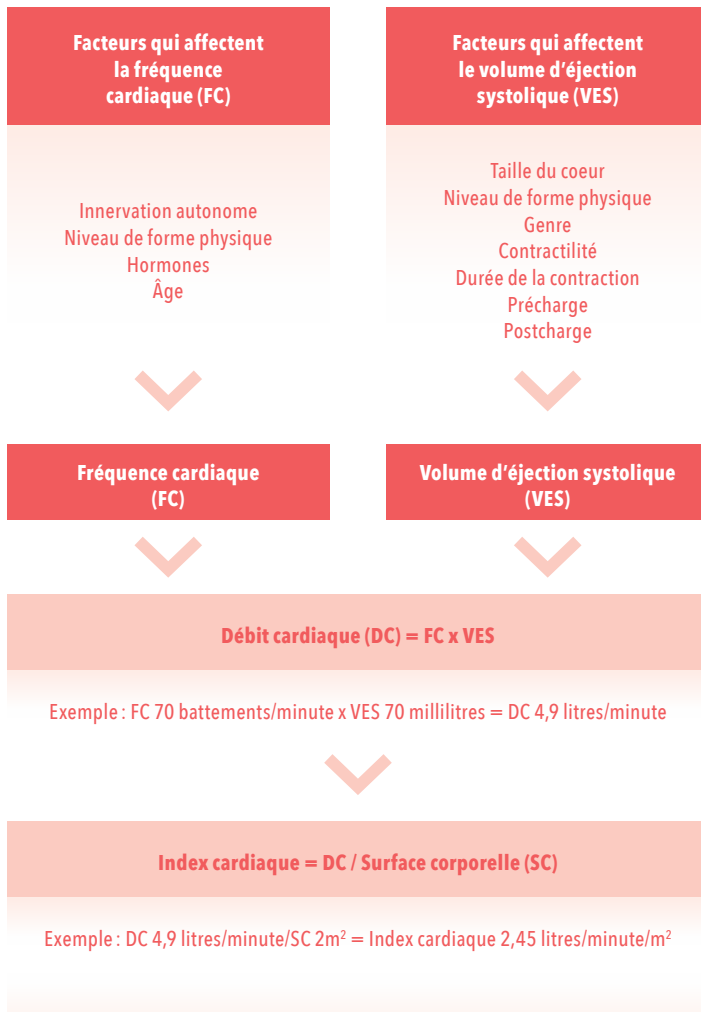 Facteurs qui affectent
la fréquence
cardiaque (FC)
Innervation autonome
Niveau de forme physique
Hormones
Âge
Facteurs qui affectent
le volume d’éjection
systolique (VES)
Taille du coeur
Niveau de forme physique
Genre
Contractilité
Durée de la contraction
Précharge
Postcharge
Fréquence cardiaque
(FC)
Volume d’éjection systolique
(VES)
Débit cardiaque (DC) = FC x VES
Exemple : FC 70 battements/minute x VES 70 millilitres = DC 4,9 litres/minute
Index cardiaque = DC / Surface corporelle (SC)
Exemple : DC 4,9 litres/minute/SC 2m² = Index cardiaque 2,45 litres/minute/m²